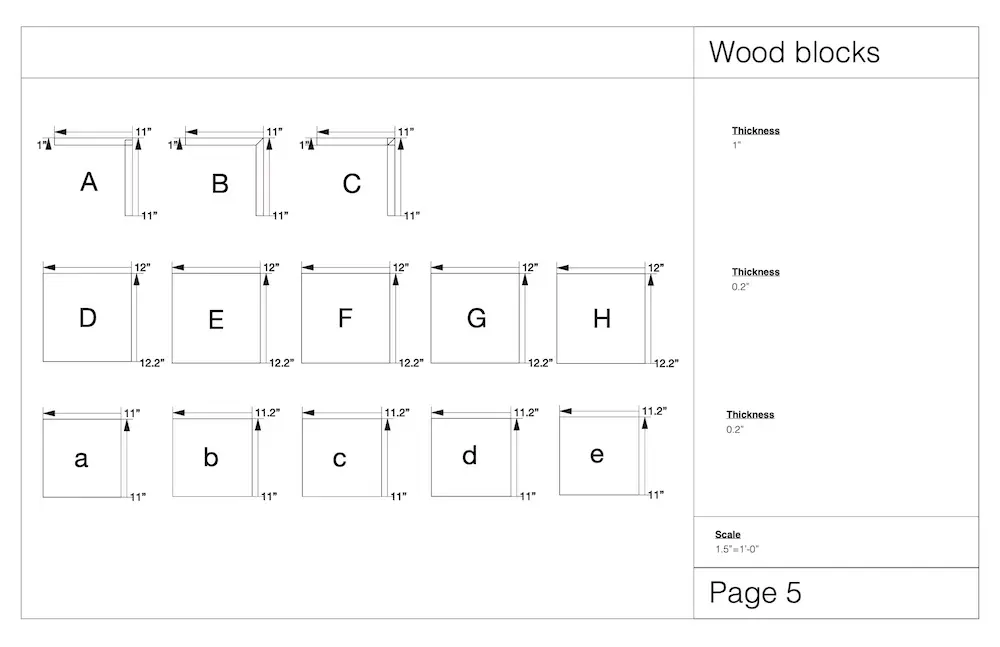 Wood blocks
11” 11” 11”
1” 1” 1”
Thickness
1”
A B C
11” 11” 11”
12” 12” 12” 12” 12”
Thickness
0.2”
D E F G H
12.2” 12.2” 12.2” 12.2” 12.2”
11” 11.2” 11.2” 11.2” 11.2”
Thickness
0.2”
a b c d e
11” 11” 11” 11” 11”
Scale
1.5”=1’-0”
Page 5